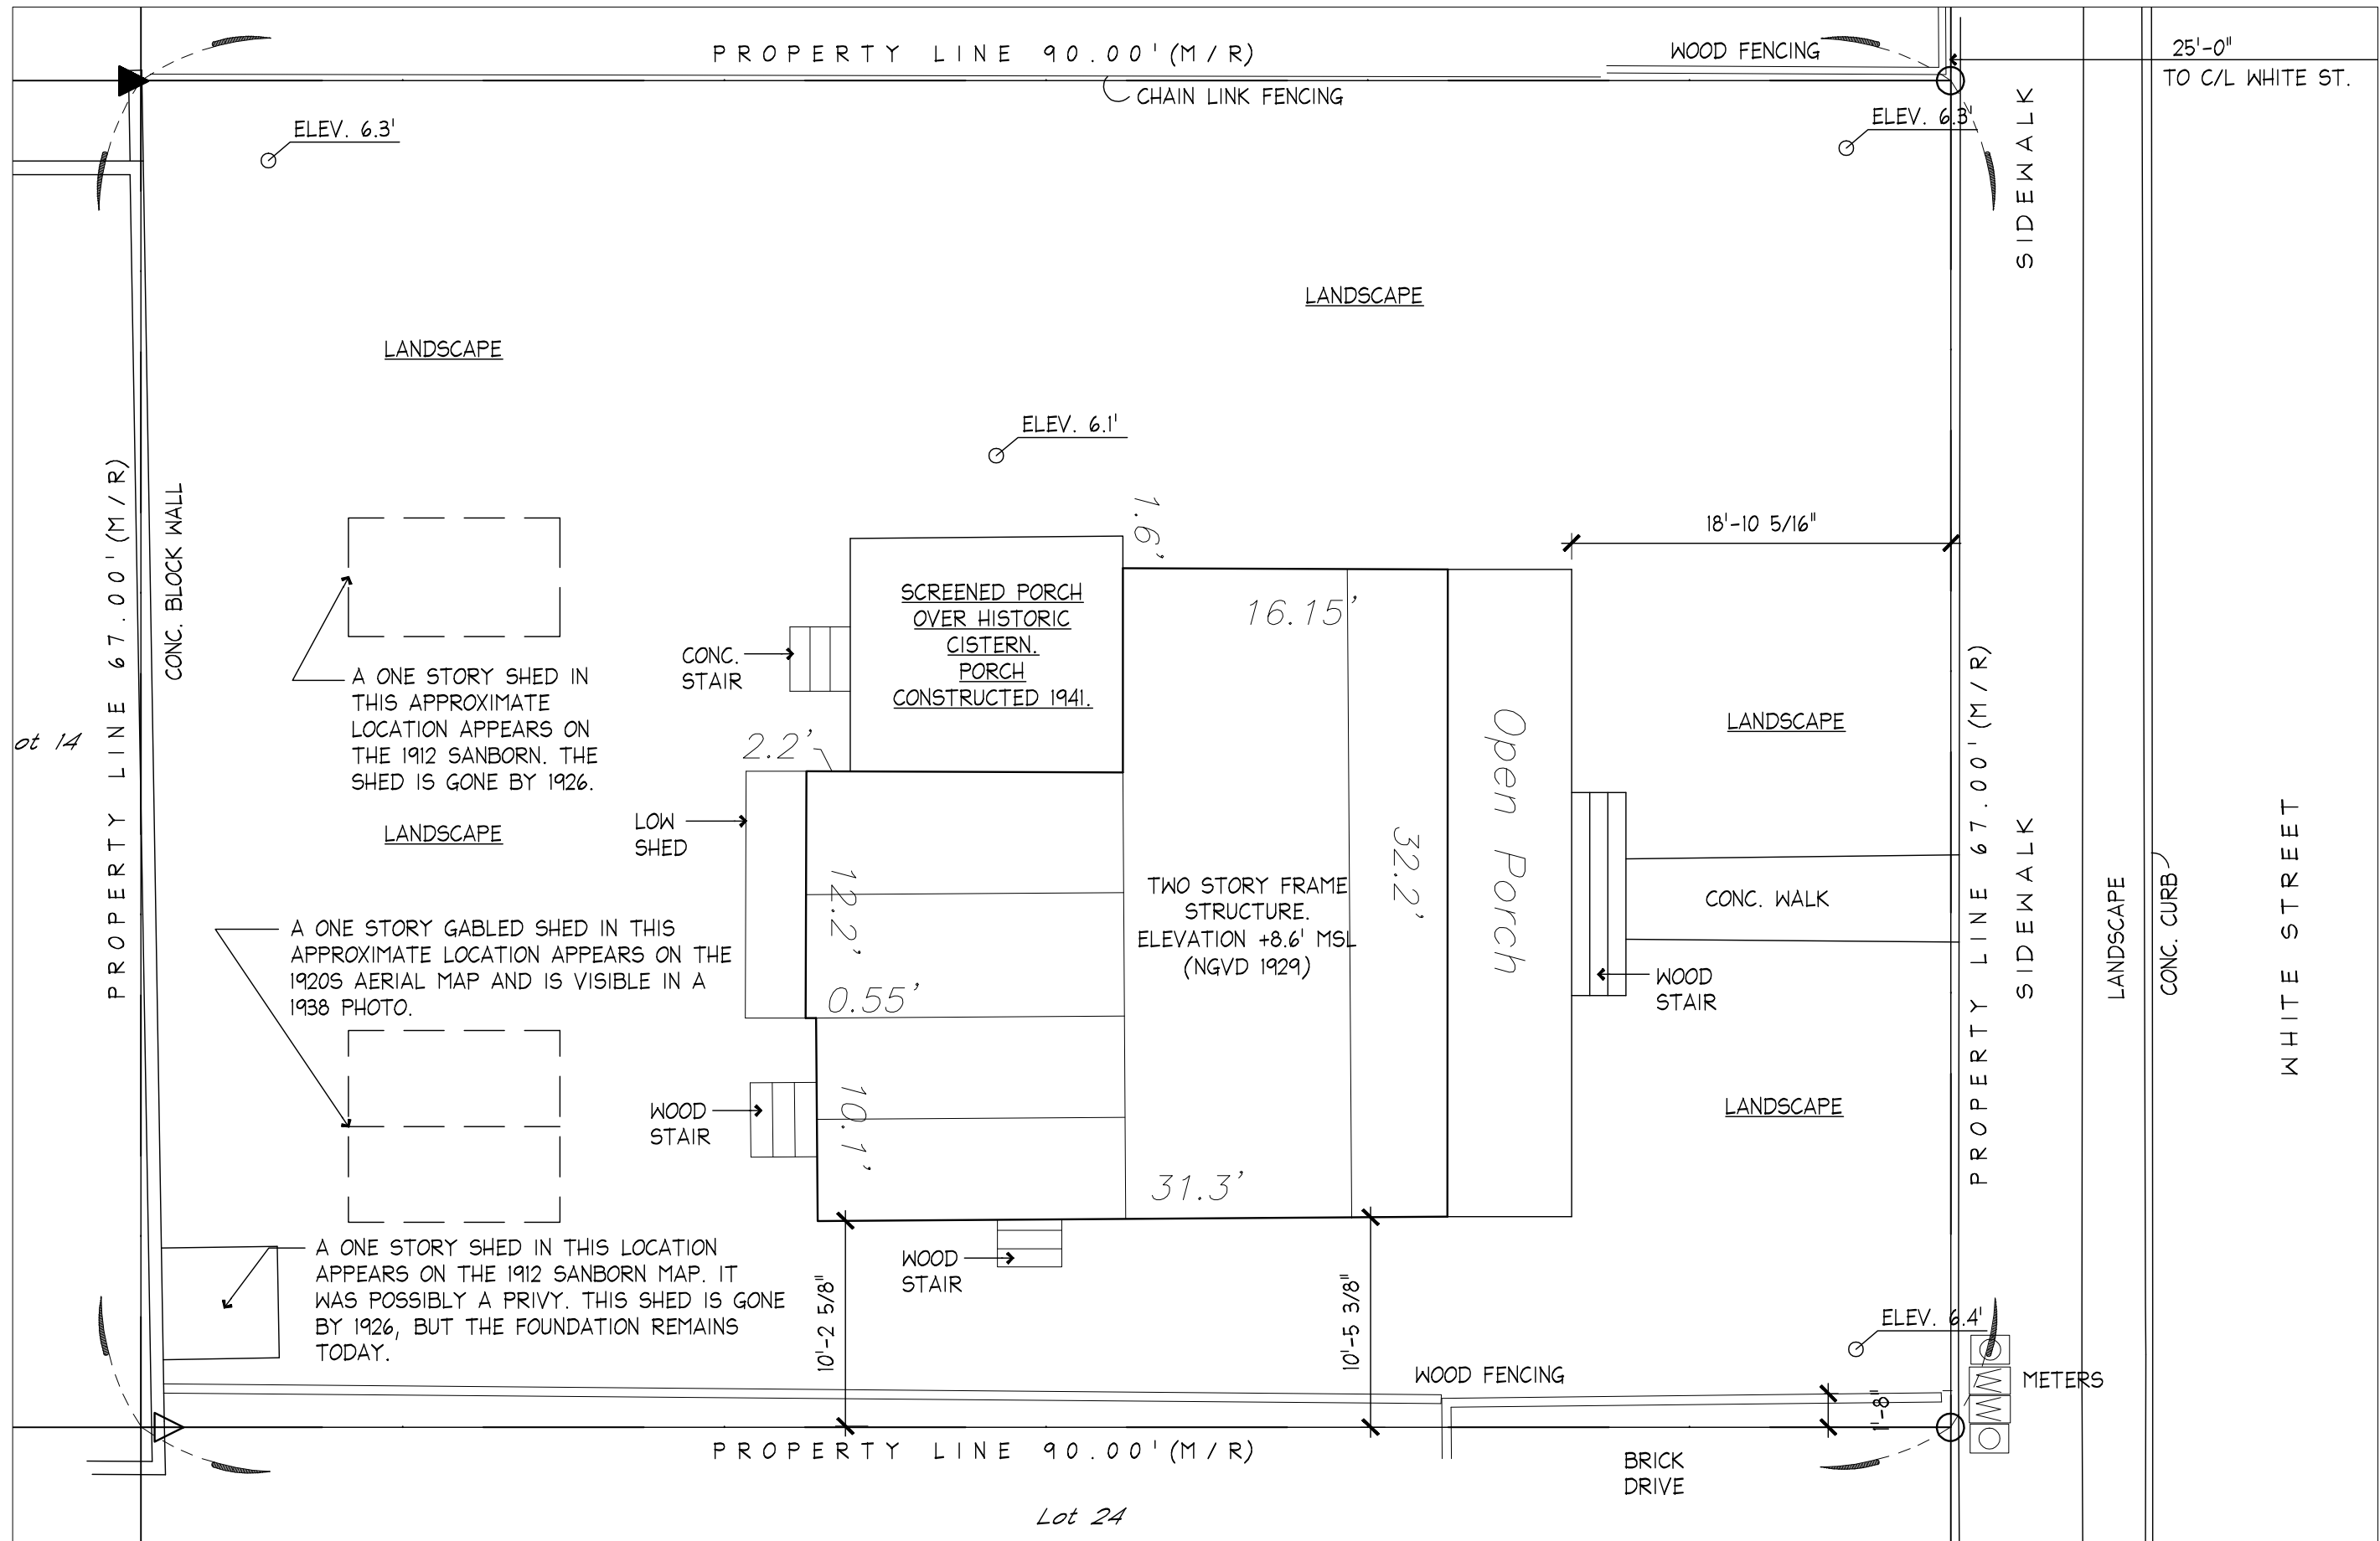 PROPERTY LINE 90.00'(M/R)
WOOD FENCING
25'-0"
TO C/L WHITE ST.
CHAIN LINK FENCING
ELEV. 6.3'
ELEV. 6.3'
SIDEWALK
LANDSCAPE
LANDSCAPE
ELEV. 6.1'
PROPERTY LINE 67.00'(M/R)
CONC. BLOCK WALL
1.6'
18'-10 5/16"
SCREENED PORCH
OVER HISTORIC
CISTERN.
PORCH
CONSTRUCTED 1941.
16.15'
CONC.
STAIR
A ONE STORY SHED IN
THIS APPROXIMATE
LOCATION APPEARS ON
THE 1912 SANBORN. THE
SHED IS GONE BY 1926.
ot 14
2.2'
Open Porch
LANDSCAPE
PROPERTY LINE 67.00'(M/R)
LOW
SHED
LANDSCAPE
12.2'
32.2'
TWO STORY FRAME
STRUCTURE.
ELEVATION +8.6' MSL
(NGVD 1929)
CONC. WALK
SIDEWALK
LANDSCAPE
CONC. CURB
WHITE STREET
A ONE STORY GABLED SHED IN THIS
APPROXIMATE LOCATION APPEARS ON THE
1920S AERIAL MAP AND IS VISIBLE IN A
1938 PHOTO.
0.55'
WOOD
STAIR
WOOD
STAIR
10.1'
LANDSCAPE
31.3'
A ONE STORY SHED IN THIS LOCATION
APPEARS ON THE 1912 SANBORN MAP. IT
WAS POSSIBLY A PRIVY. THIS SHED IS GONE
BY 1926, BUT THE FOUNDATION REMAINS
TODAY.
WOOD
STAIR
10'-2 5/8"
10'-5 3/8"
ELEV. 6.4'
WOOD FENCING
METERS
1'-8"
PROPERTY LINE 90.00'(M/R)
BRICK
DRIVE
Lot 24